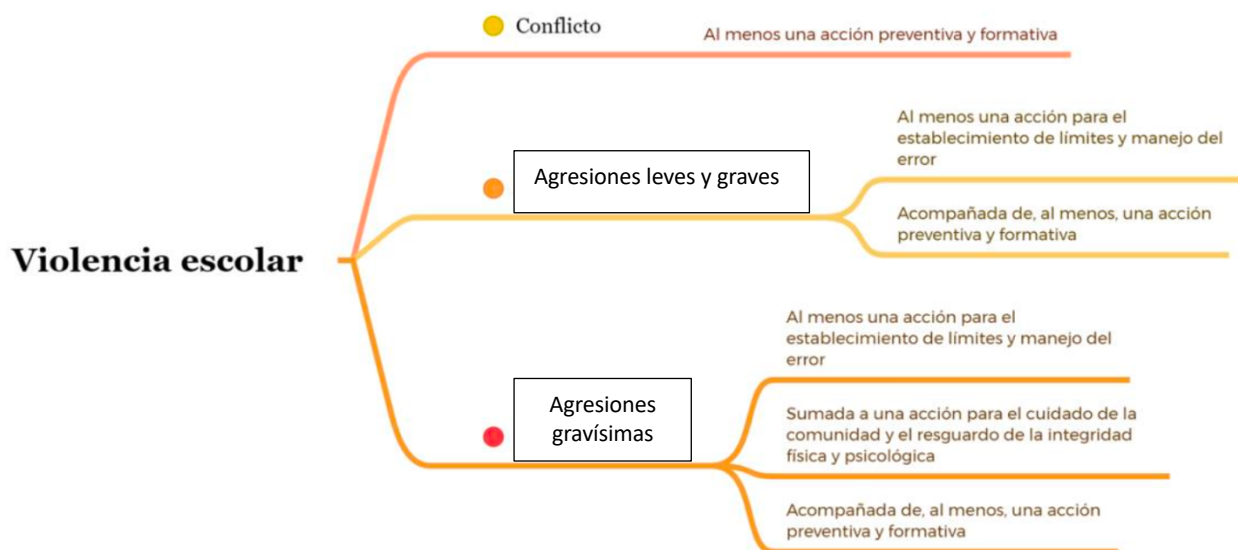 Conflicto
Al menos una acción preventiva y formativa
Al menos una acción para el
establecimiento de límites y manejo del
error
Agresiones leves y graves
Acompañada de, al menos, una acción
preventiva y formativa
Violencia escolar
Al menos una acción para el
establecimiento de límites y manejo del
error
Agresiones
gravísimas
Sumada a una acción para el cuidado de la
comunidad y el resguardo de la integridad
física y psicológica
Acompañada de, al menos, una acción
preventiva y formativa